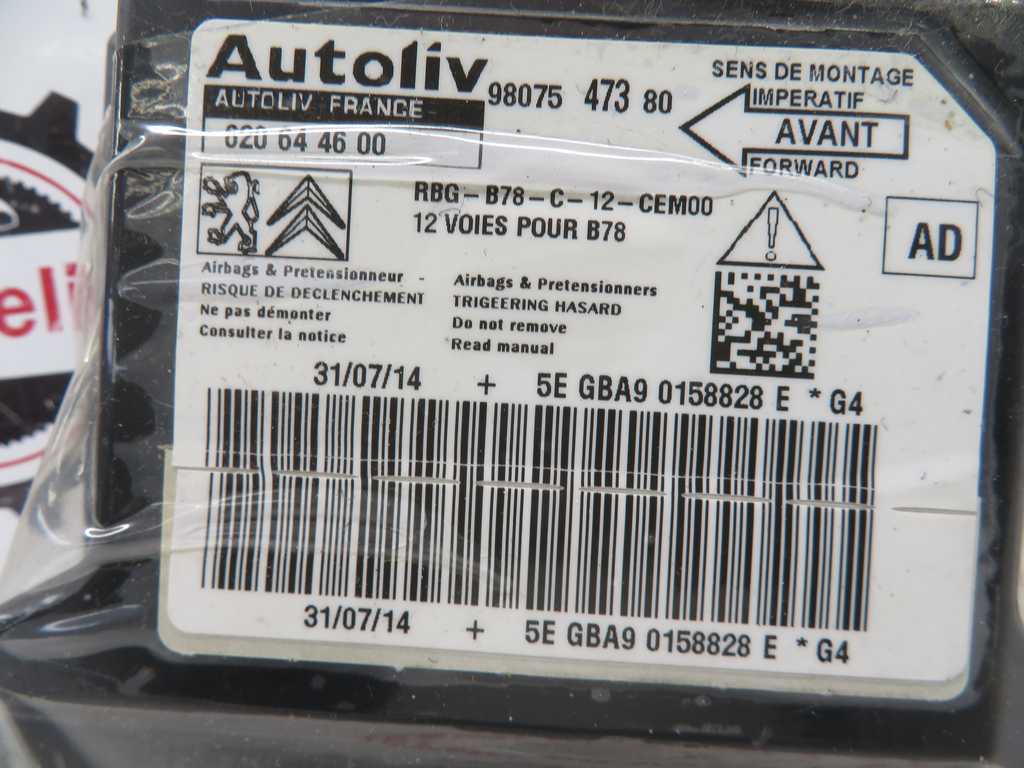 Autoliv
AUTOLIV FRANCE
98075 473 80
SENS DE MONTAGE
IMPERATIF
AVANT
FORWARD
020 64 46 00
RBG-B78-C-12-CEM00
12 VOIES POUR B78
AD
Airbags & Pretensionneur -
RISQUE DE DECLENCHEMENT
Ne pas démonter
Consulter la notice
Airbags & Pretensionners
TRIGEERING HASARD
Do not remove
Read manual
31/07/14 + 5E GBA9 0158828 E * G4
31/07/14 + 5E GBA9 0158828 E * G4
eli